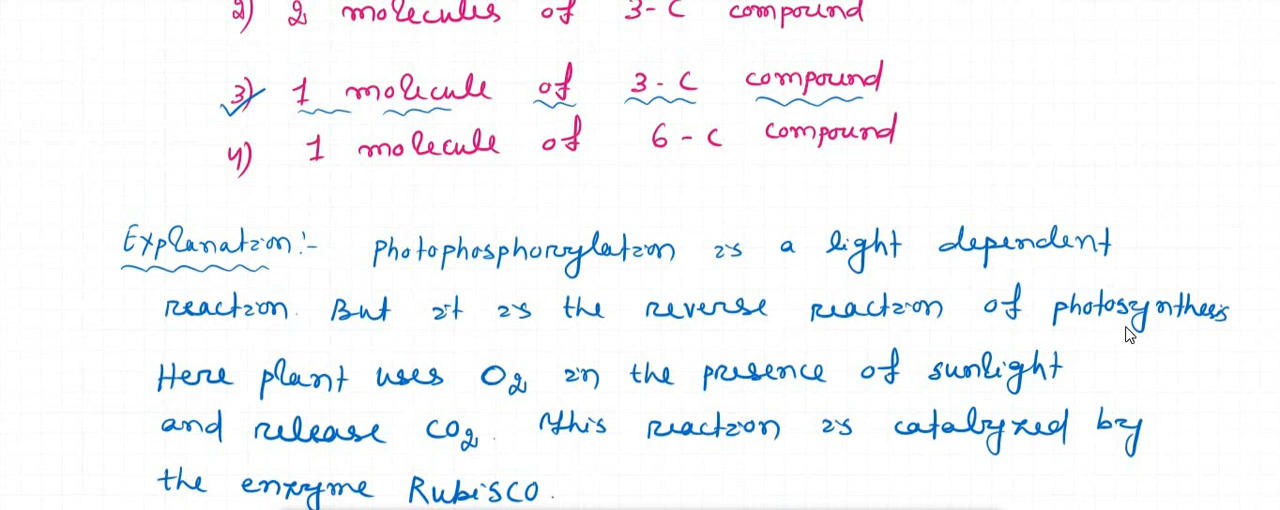 2) 2 molecules of 3-C compound
3) 1 molecule of 3-C compound
4) 1 molecule of 6-C compound
Explanation:- Photophosphorylation is a light dependent
reaction. But it is the reverse reaction of photosynthesis
Here plant uses O2 in the presence of sunlight
and release CO2. This reaction is catalyzed by
the enzyme Rubisco.